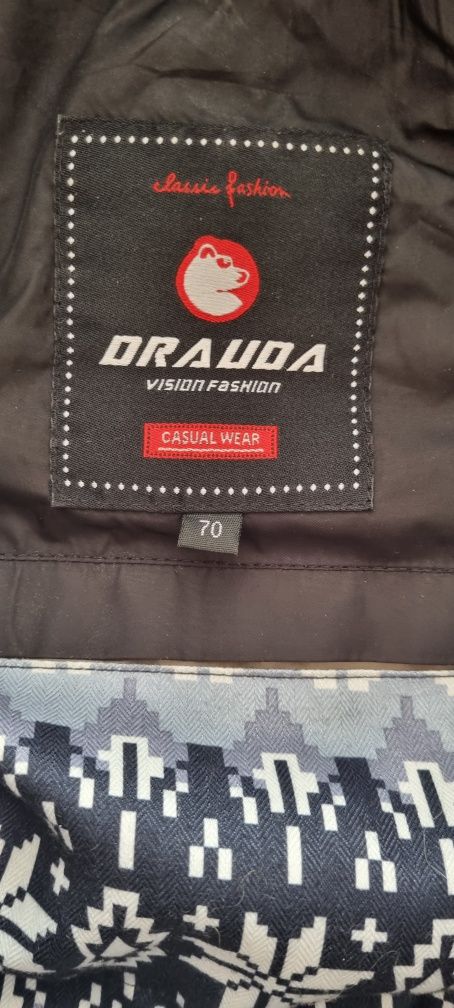 classic fashion
DRAUDA
VISION FASHION
CASUAL WEAR
70